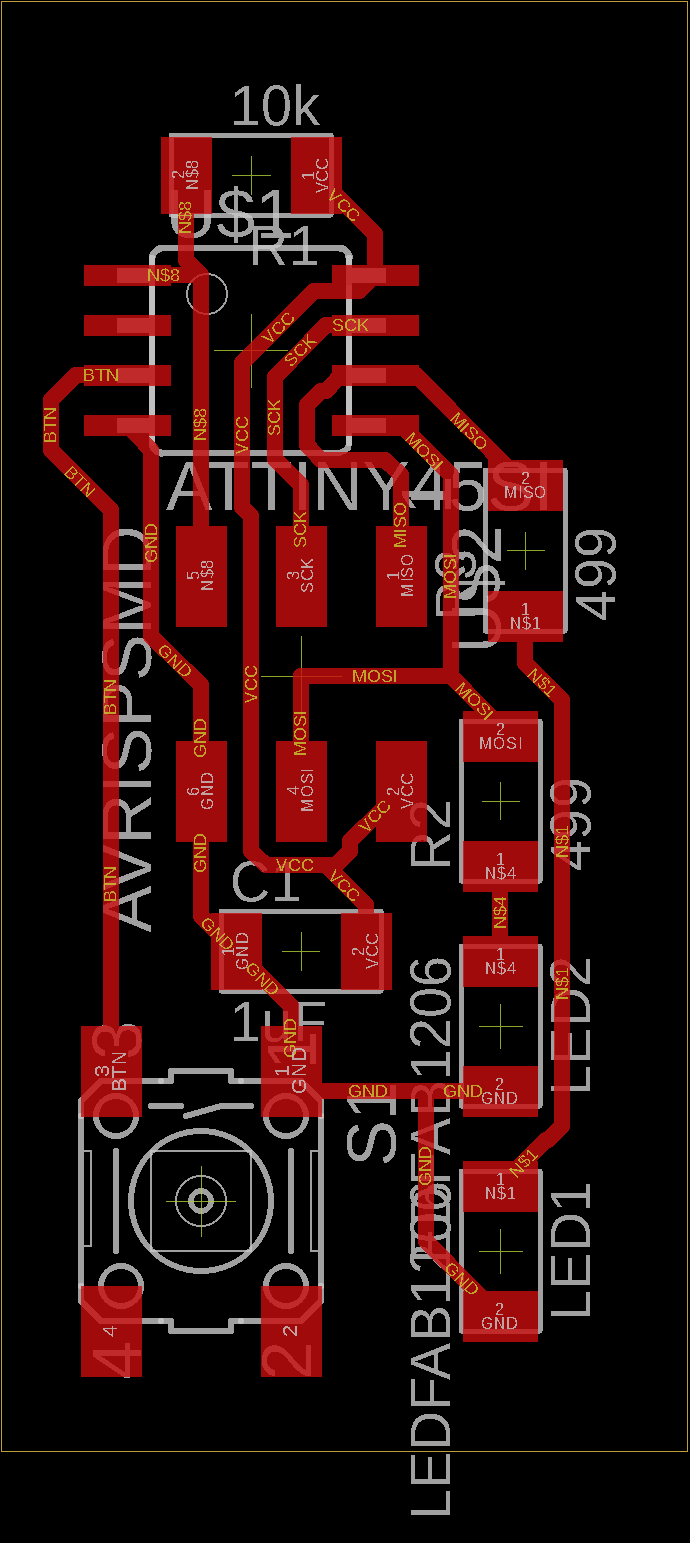 10k
2
N$8
1
VCC
U$1
R1
VCC
N$8
N$8
VCC
SCK
SCK
BTN
BTN
BTN
N$8
VCC
SCK
MISO
MOSI
ATTINY45SI
2
MISO
499
1
N$1
GND
SCK
MISO
5
N$8
3
SCK
1
MISO
MOSI
U$2
R3
AVRISPSMD
GND
BTN
GND
VCC
MOSI
MOSI
MOSI
N$1
2
MOSI
6
GND
4
MOSI
2
VCC
VCC
R2
499
N$1
1
N$4
BTN
GND
VCC
VCC
C1
N$4
GND
1
GND
GND
2
VCC
1uF
GND
1
N$4
LED2
N$1
2
GND
3
3
BTN
1
1
GND
GND
GND
S1
LEDFAB1206
GND
N$1
1
N$1
LED1
GND
2
GND
LEDFAB1206
4
4
2
2